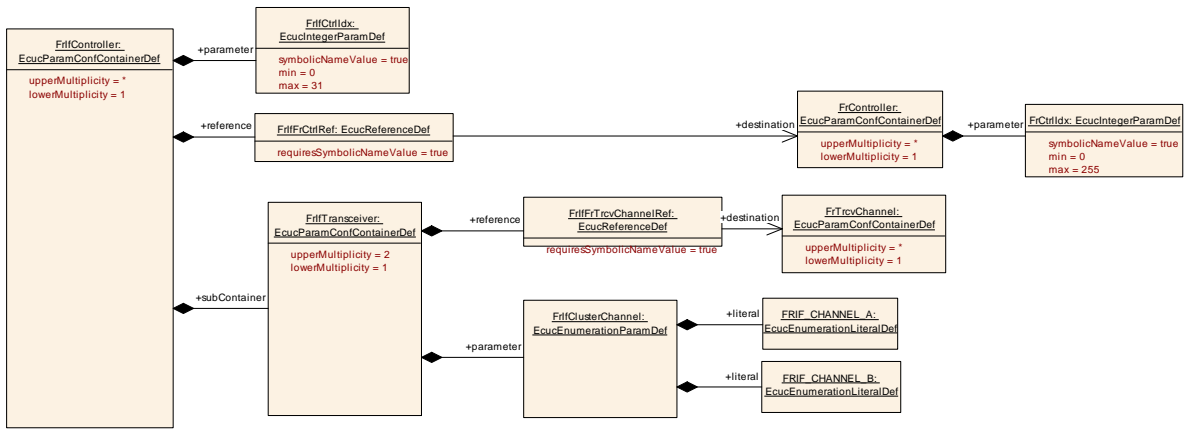 FrIfController:
EcucParamConfContainerDef
upperMultiplicity = *
lowerMultiplicity = 1
+parameter
FrIfCtrlIdx:
EcucIntegerParamDef
symbolicNameValue = true
min = 0
max = 31
+reference
FrIfFrCtrlRef: EcucReferenceDef
requiresSymbolicNameValue = true
+destination
FrController:
EcucParamConfContainerDef
upperMultiplicity = *
lowerMultiplicity = 1
+parameter
FrCtrlIdx: EcucIntegerParamDef
symbolicNameValue = true
min = 0
max = 255
+subContainer
FrIfTransceiver:
EcucParamConfContainerDef
upperMultiplicity = 2
lowerMultiplicity = 1
+reference
FrIfFrTrcvChannelRef:
EcucReferenceDef
requiresSymbolicNameValue = true
+destination
FrTrcvChannel:
EcucParamConfContainerDef
upperMultiplicity = *
lowerMultiplicity = 1
+parameter
FrIfClusterChannel:
EcucEnumerationParamDef
+literal
FRIF_CHANNEL_A:
EcucEnumerationLiteralDef
+literal
FRIF_CHANNEL_B:
EcucEnumerationLiteralDef